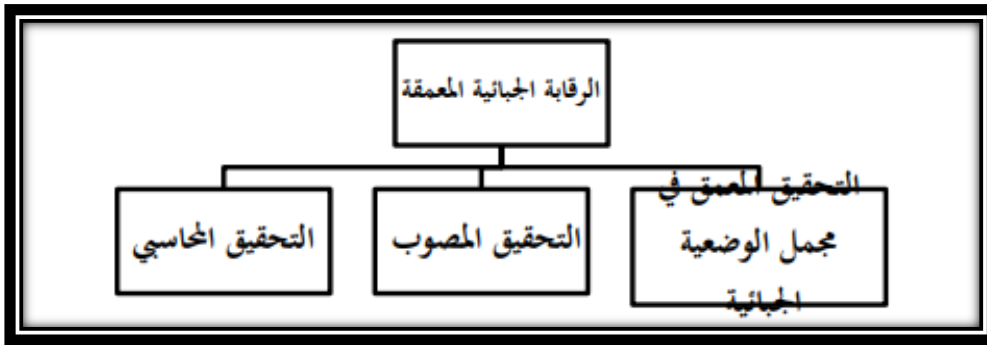 الرقابة الجبائية المعمقة
التحقيق المعمق في
مجمل الوضعية
الجبائية
التحقيق المصوب
التحقيق المحاسبي